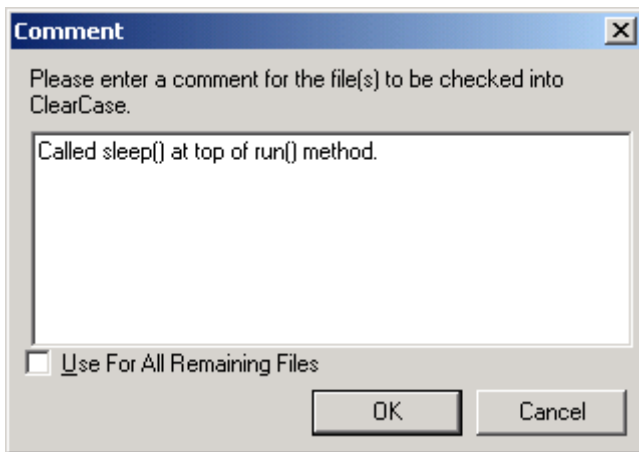 Comment
Please enter a comment for the file(s) to be checked into
ClearCase.
Called sleep() at top of run() method.
Use For All Remaining Files
OK
Cancel